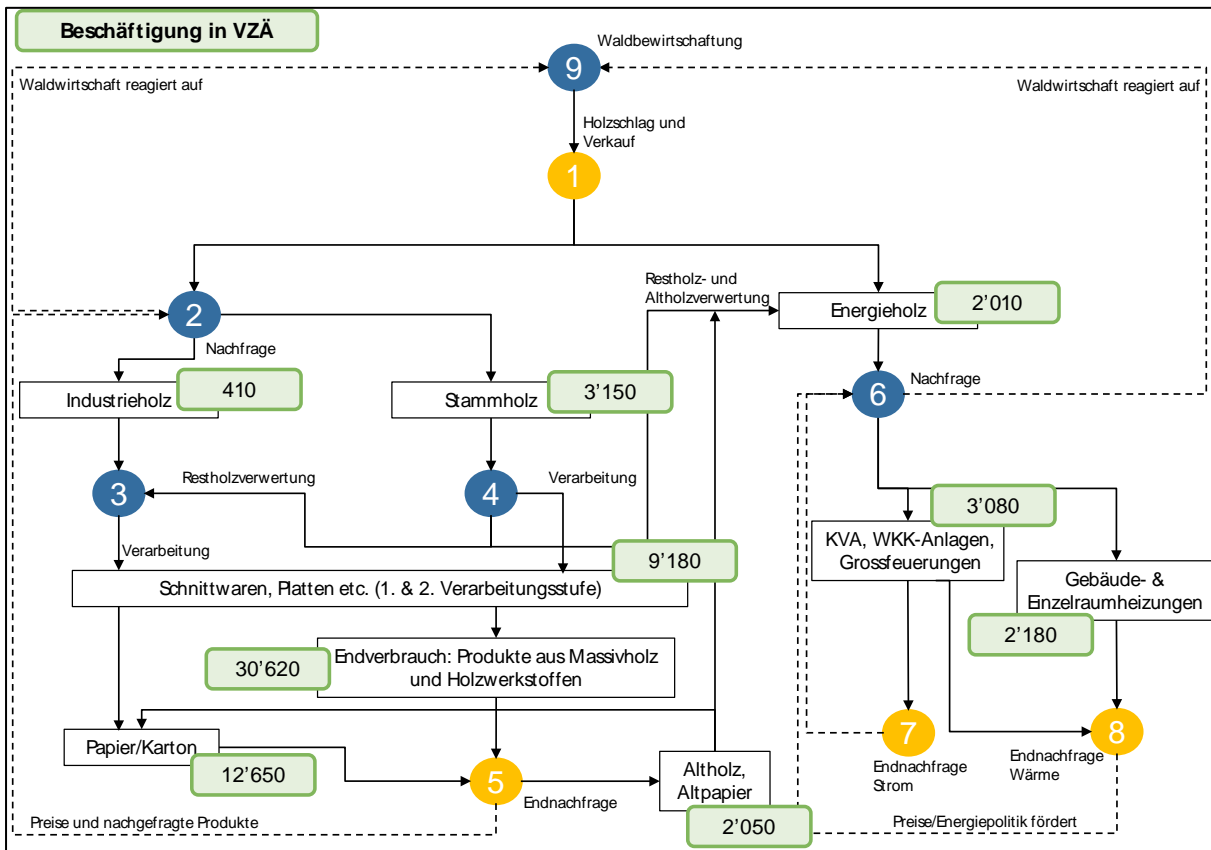 Beschäftigung in VZÄ
Waldbewirtschaftung
9
Waldwirtschaft reagiert auf
Waldwirtschaft reagiert auf
Holzschlag und
Verkauf
1
Restholz- und
Altholzverwertung
2
Energieholz
2'010
Nachfrage
410
Industrieholz
3'150
Stammholz
6
Nachfrage
Restholzverwertung
3
4
Verarbeitung
3'080
KVA, WKK-Anlagen,
Grossfeuerungen
Verarbeitung
9'180
Schnittwaren, Platten etc. (1. & 2. Verarbeitungsstufe)
Gebäude- &
Einzelraumheizungen
2'180
30'620
Endverbrauch: Produkte aus Massivholz
und Holzwerkstoffen
Papier/Karton
12'650
5
Endnachfrage
Altholz,
Altpapier
2'050
7
8
Endnachfrage
Strom
Endnachfrage
Wärme
Preise und nachgefragte Produkte
Preise/Energiepolitik fördert